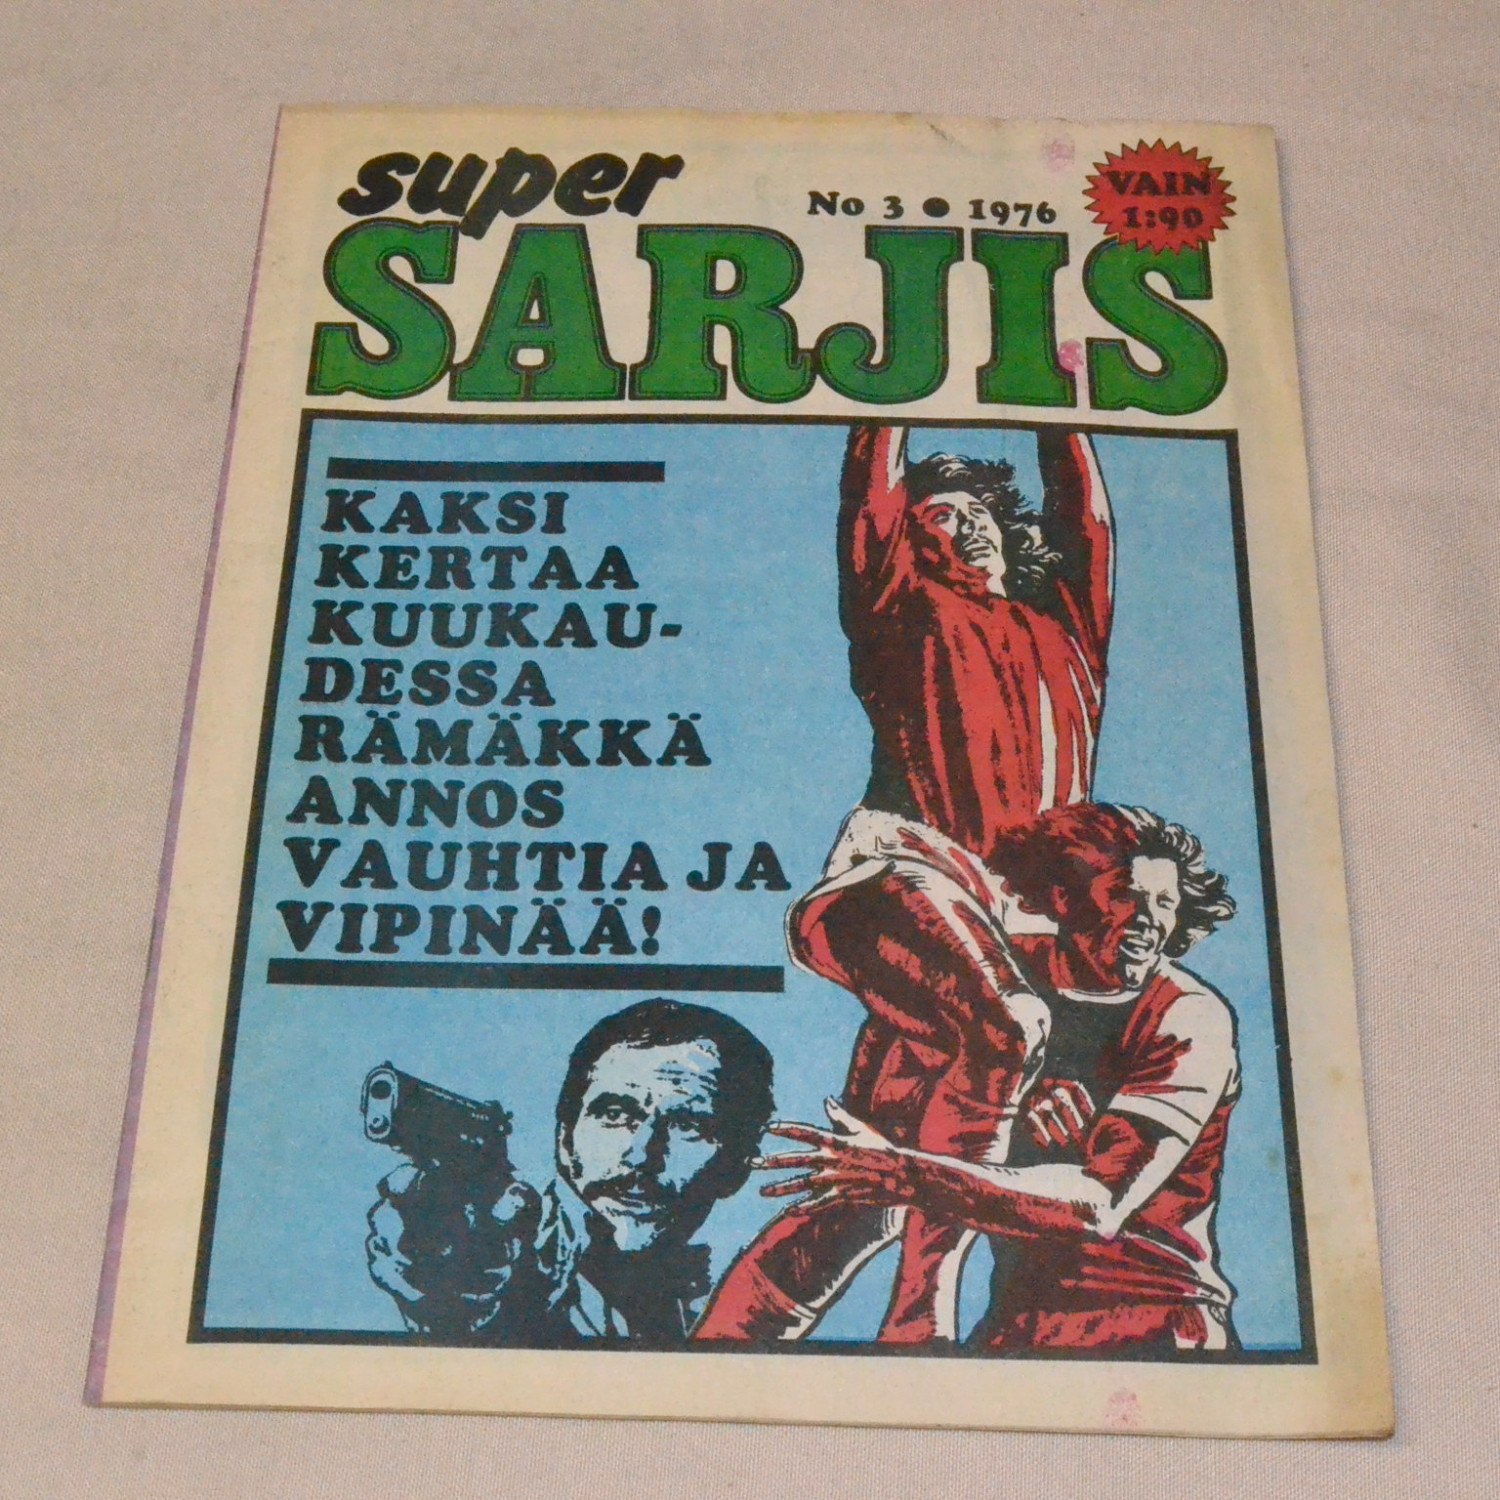 super
No 3 ● 1976
VAIN
1:90
SARJIS
KAKSI
KERTAA
KUUKAU-
DESSA
RÄMÄKKÄ
ANNOS
VAUHTIA JA
VIPINÄÄ!